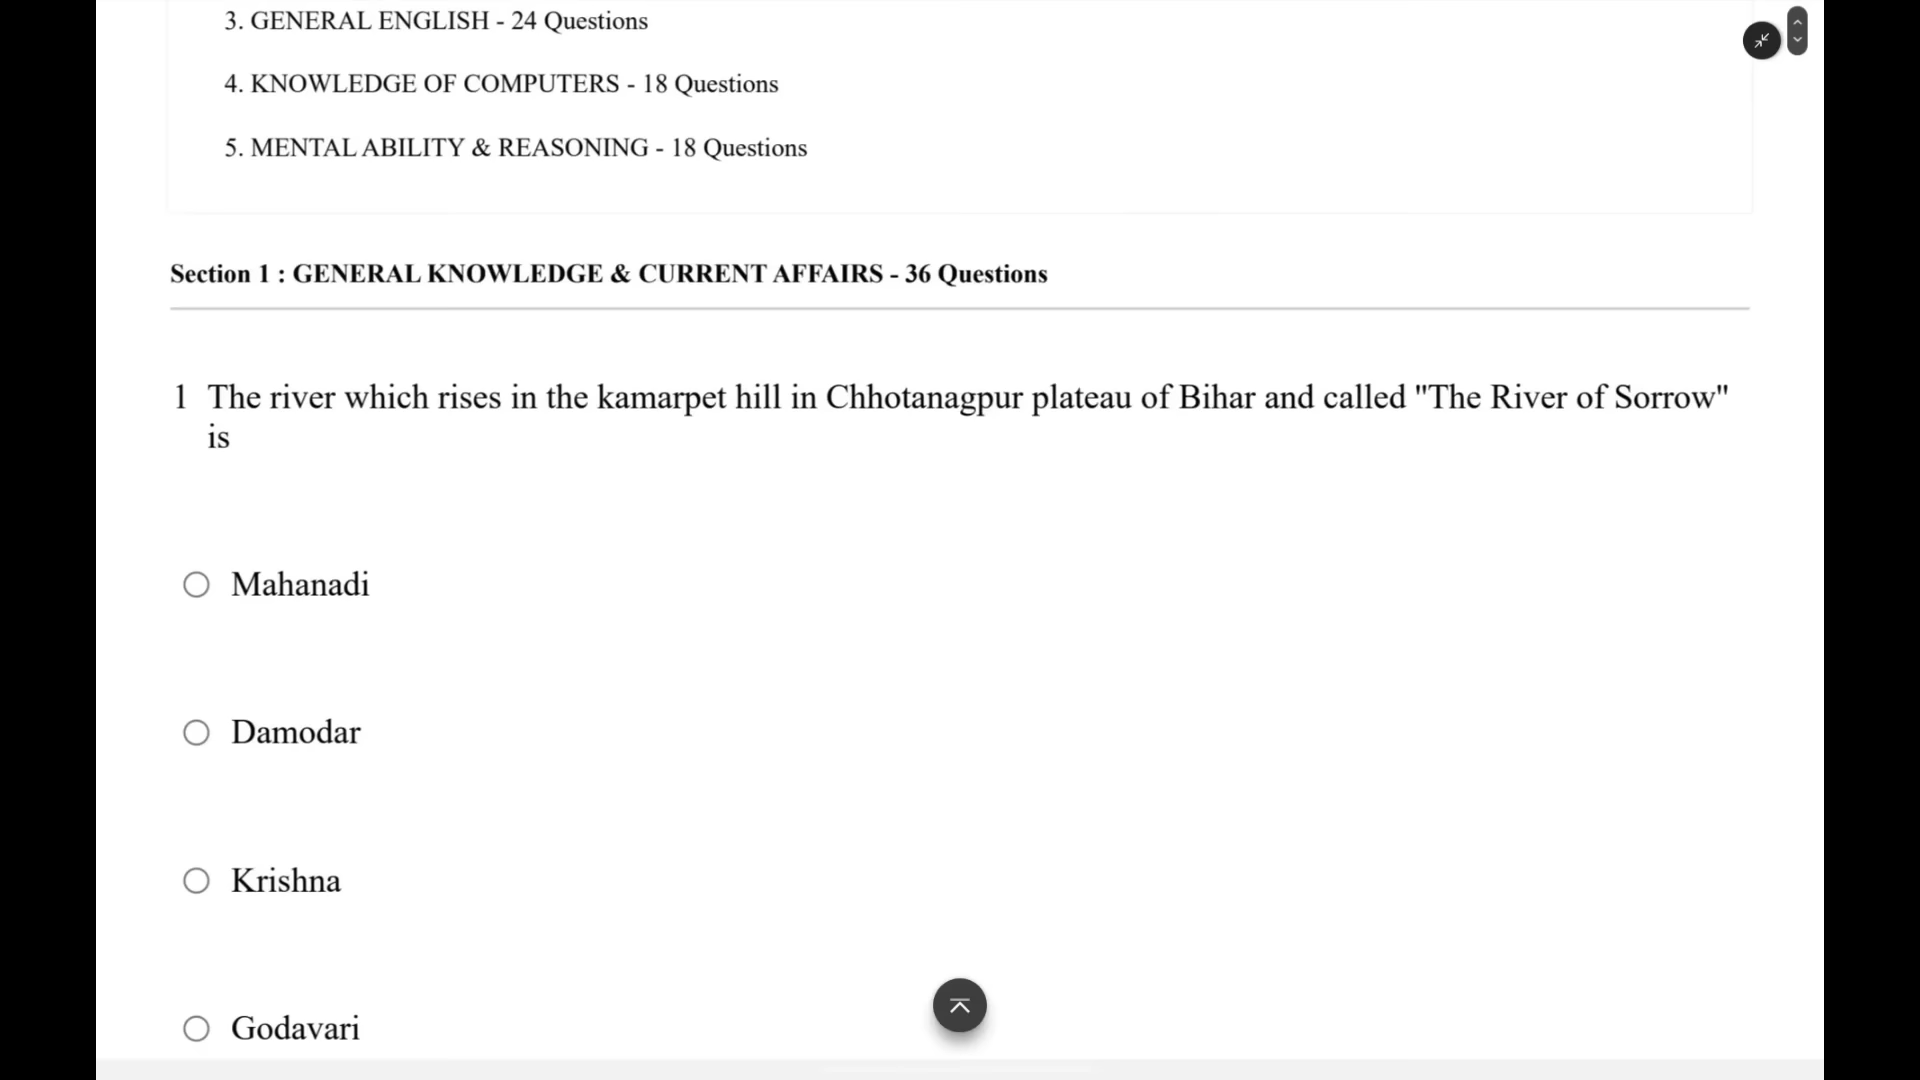 3. GENERAL ENGLISH - 24 Questions
4. KNOWLEDGE OF COMPUTERS - 18 Questions
5. MENTAL ABILITY & REASONING - 18 Questions
Section 1 : GENERAL KNOWLEDGE & CURRENT AFFAIRS - 36 Questions
1 The river which rises in the kamarpet hill in Chhotanagpur plateau of Bihar and called "The River of Sorrow"
is
Mahanadi
Damodar
Krishna
Godavari